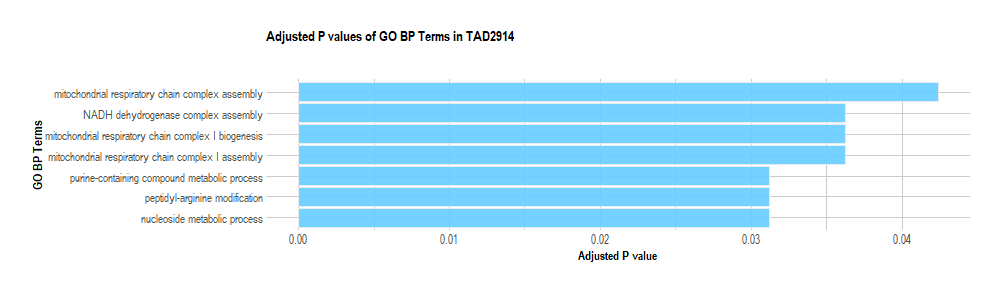 Adjusted P values of GO BP Terms in TAD2914
GO BP Terms
mitochondrial respiratory chain complex assembly
NADH dehydrogenase complex assembly
mitochondrial respiratory chain complex I biogenesis
mitochondrial respiratory chain complex I assembly
purine-containing compound metabolic process
peptidyl-arginine modification
nucleoside metabolic process
0.00 0.01 0.02 0.03 0.04
Adjusted P value